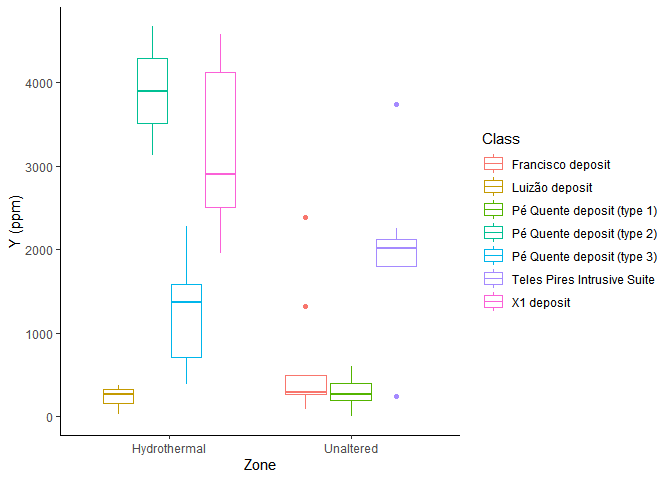 Y (ppm)
4000
3000
2000
1000
0
Hydrothermal
Unaltered
Zone
Class
Francisco deposit
Luizão deposit
Pé Quente deposit (type 1)
Pé Quente deposit (type 2)
Pé Quente deposit (type 3)
Teles Pires Intrusive Suite
X1 deposit